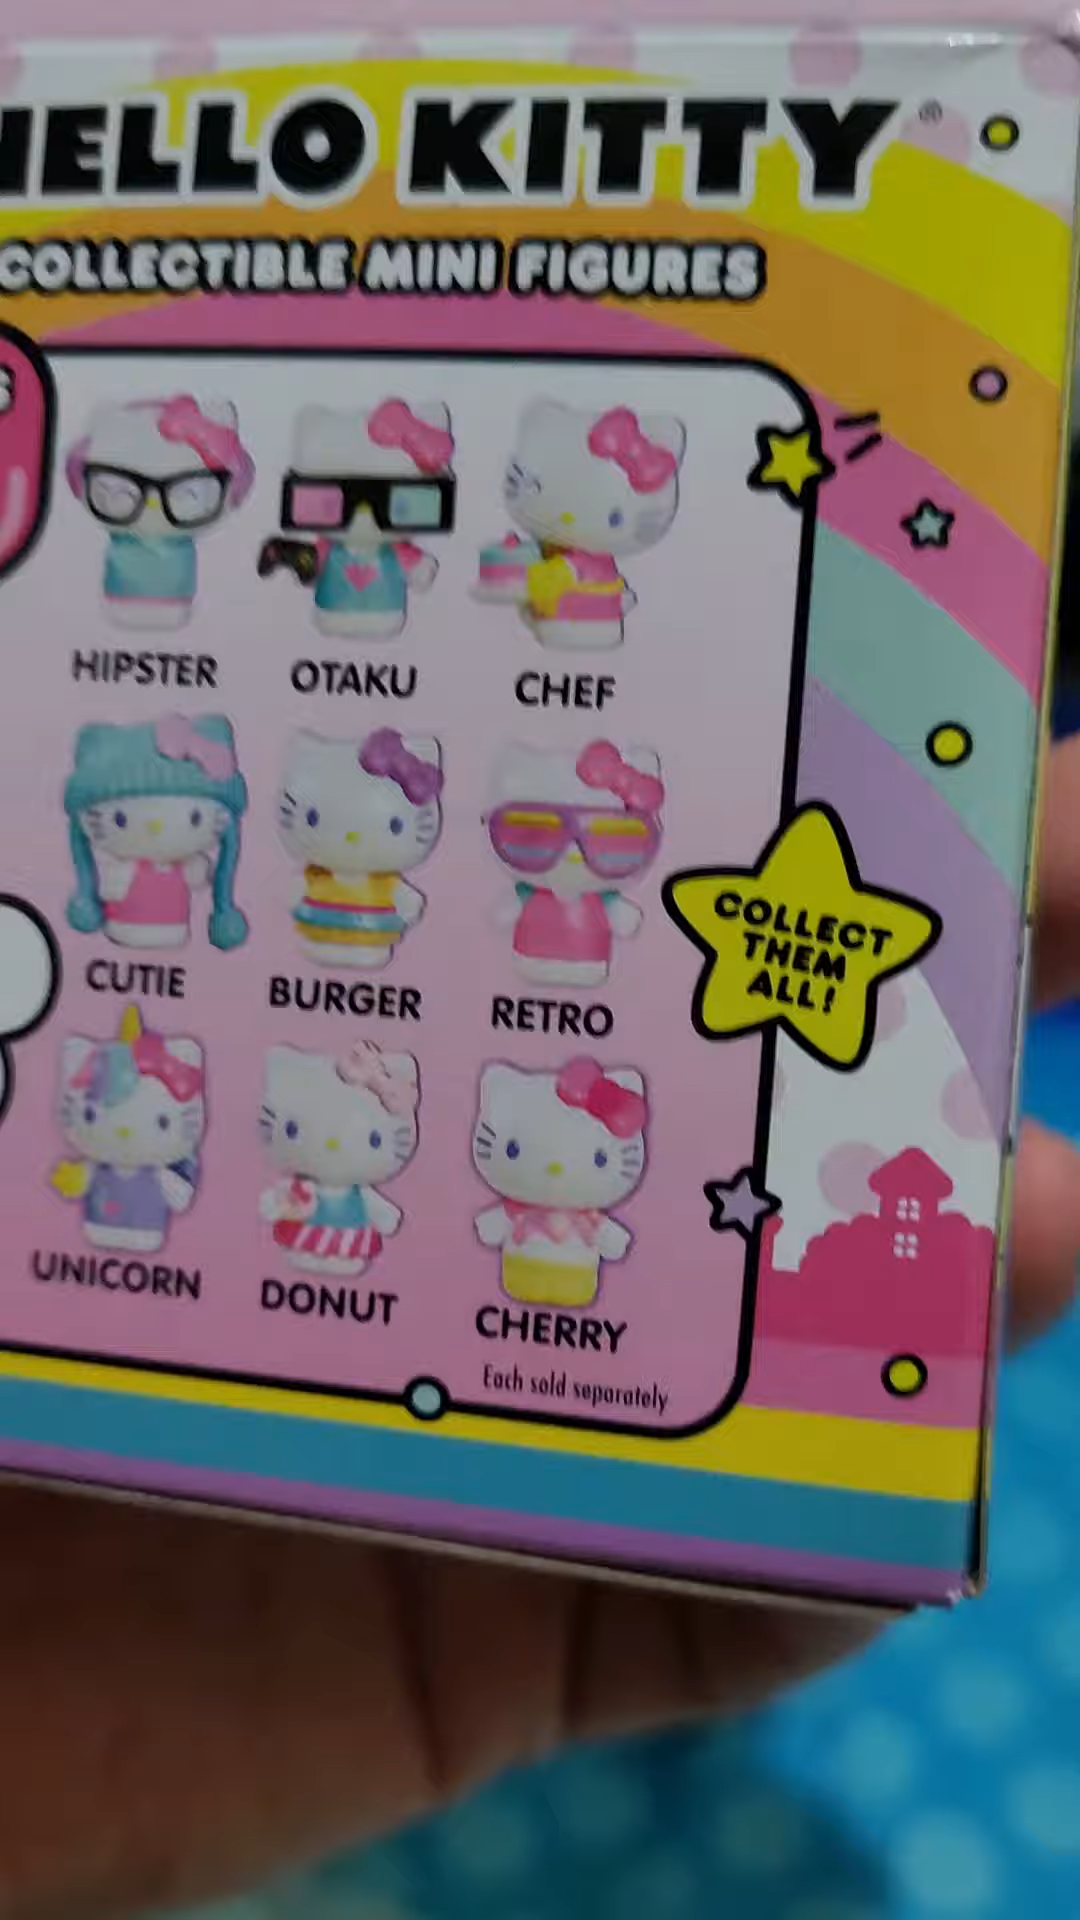 HELLO KITTY®
COLLECTIBLE MINI FIGURES
HIPSTER OTAKU CHEF
CUTIE BURGER RETRO
COLLECT
THEM
ALL!
UNICORN DONUT CHERRY
Each sold separately